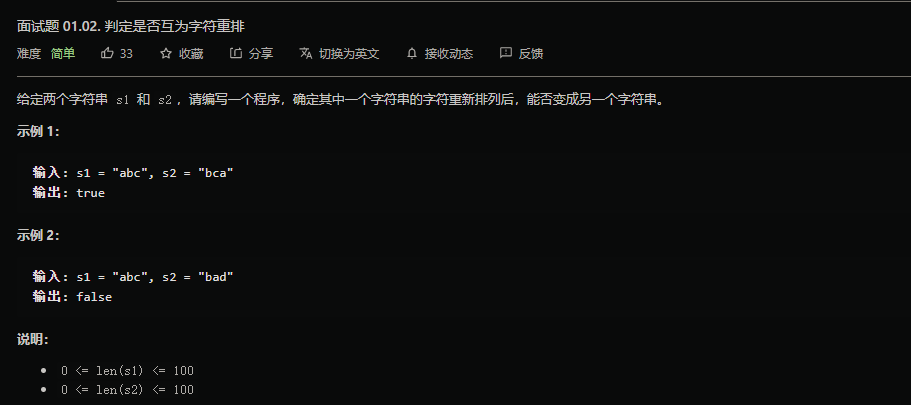 面试题 01.02. 判定是否互为字符重排
难度 简单 33 收藏 分享 切换为英文 接收动态 反馈
给定两个字符串 s1 和 s2，请编写一个程序，确定其中一个字符串的字符重新排列后，能否变成另一个字符串。
示例 1：
输入: s1 = "abc", s2 = "bca"
输出: true
示例 2：
输入: s1 = "abc", s2 = "bad"
输出: false
说明：
• 0 <= len(s1) <= 100
• 0 <= len(s2) <= 100